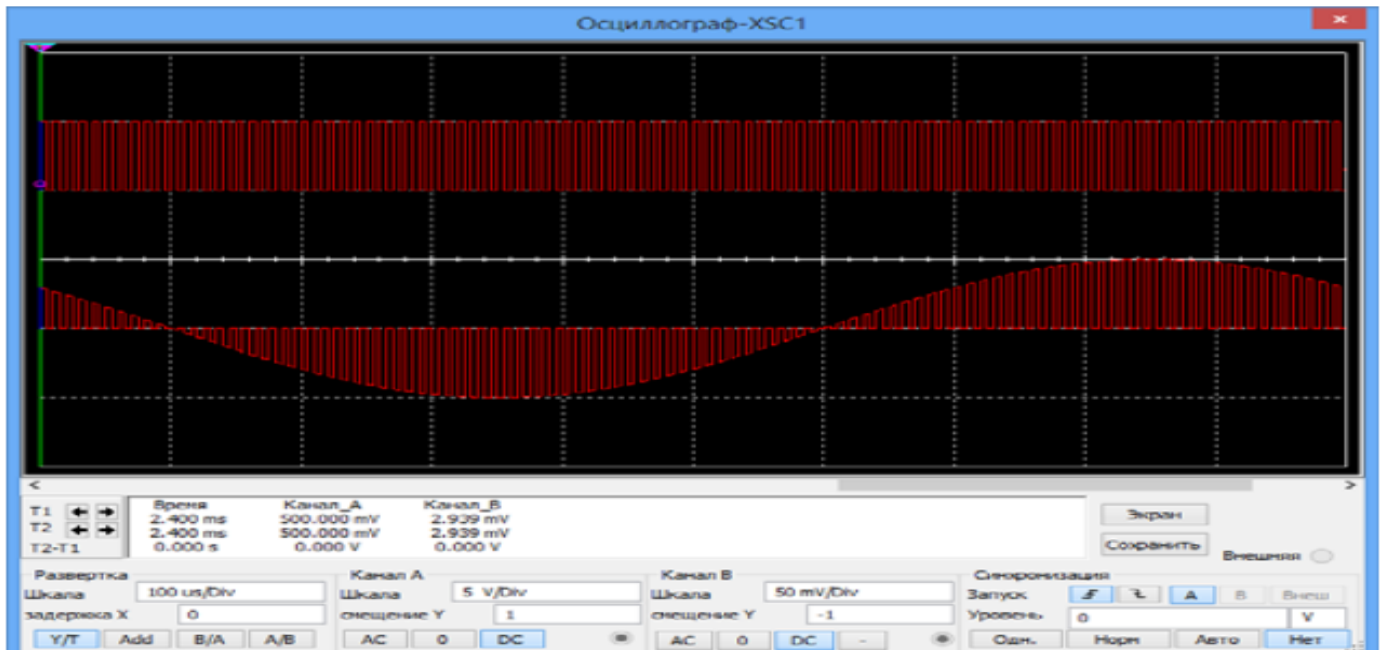 Осциллограф-XSC1
Время Канал_A Канал_B
T1 2.400 ms 500.000 mV 2.939 mV
T2 2.400 ms 500.000 mV 2.939 mV
T2-T1 0.000 s 0.000 V 0.000 V
Экран
Сохранить
Внешняя
Развертка
Шкала 100 us/Div
задержка X 0
Y/T Add B/A A/B
Канал A
Шкала 5 V/Div
смещение Y 1
AC 0 DC
Канал B
Шкала 50 mV/Div
смещение Y -1
AC 0 DC -
Синхронизация
Запуск A B Внеш
Уровень 0 V
Одн. Норм Авто Нет